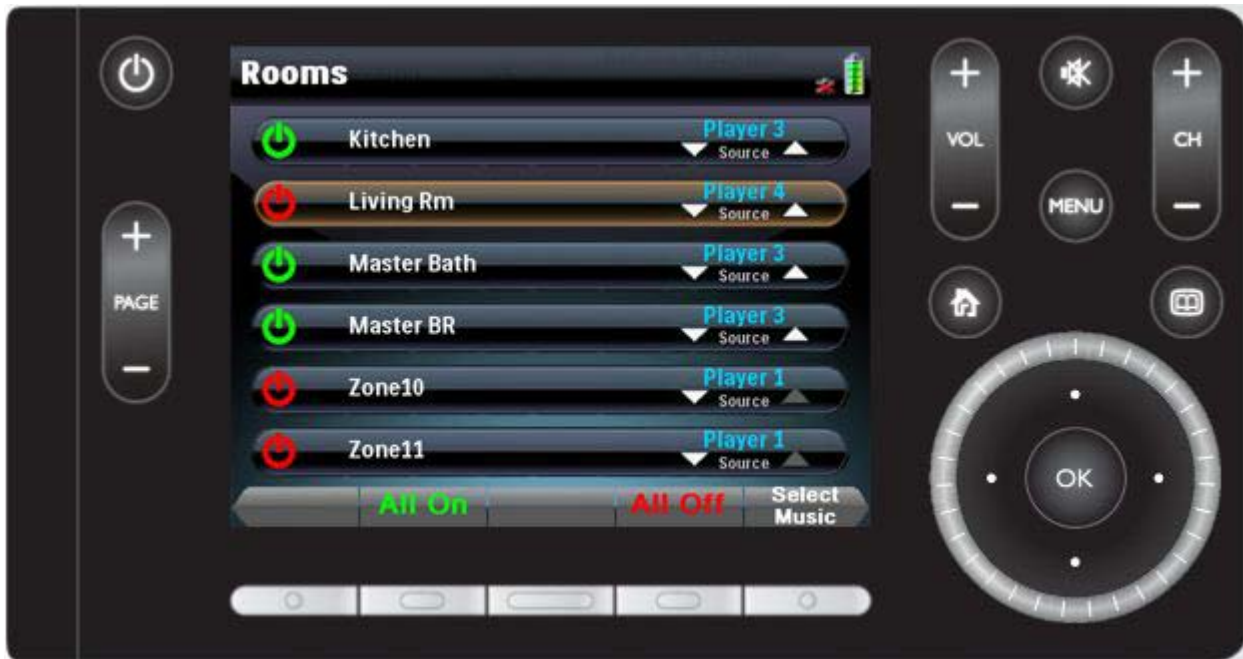 Rooms
Kitchen
Player 3
Source
Living Rm
Player 4
Source
Master Bath
Player 3
Source
Master BR
Player 3
Source
Zone10
Player 1
Source
Zone11
Player 1
Source
All On
All Off
Select
Music
+
PAGE
−
+
VOL
−
MENU
+
CH
−
OK